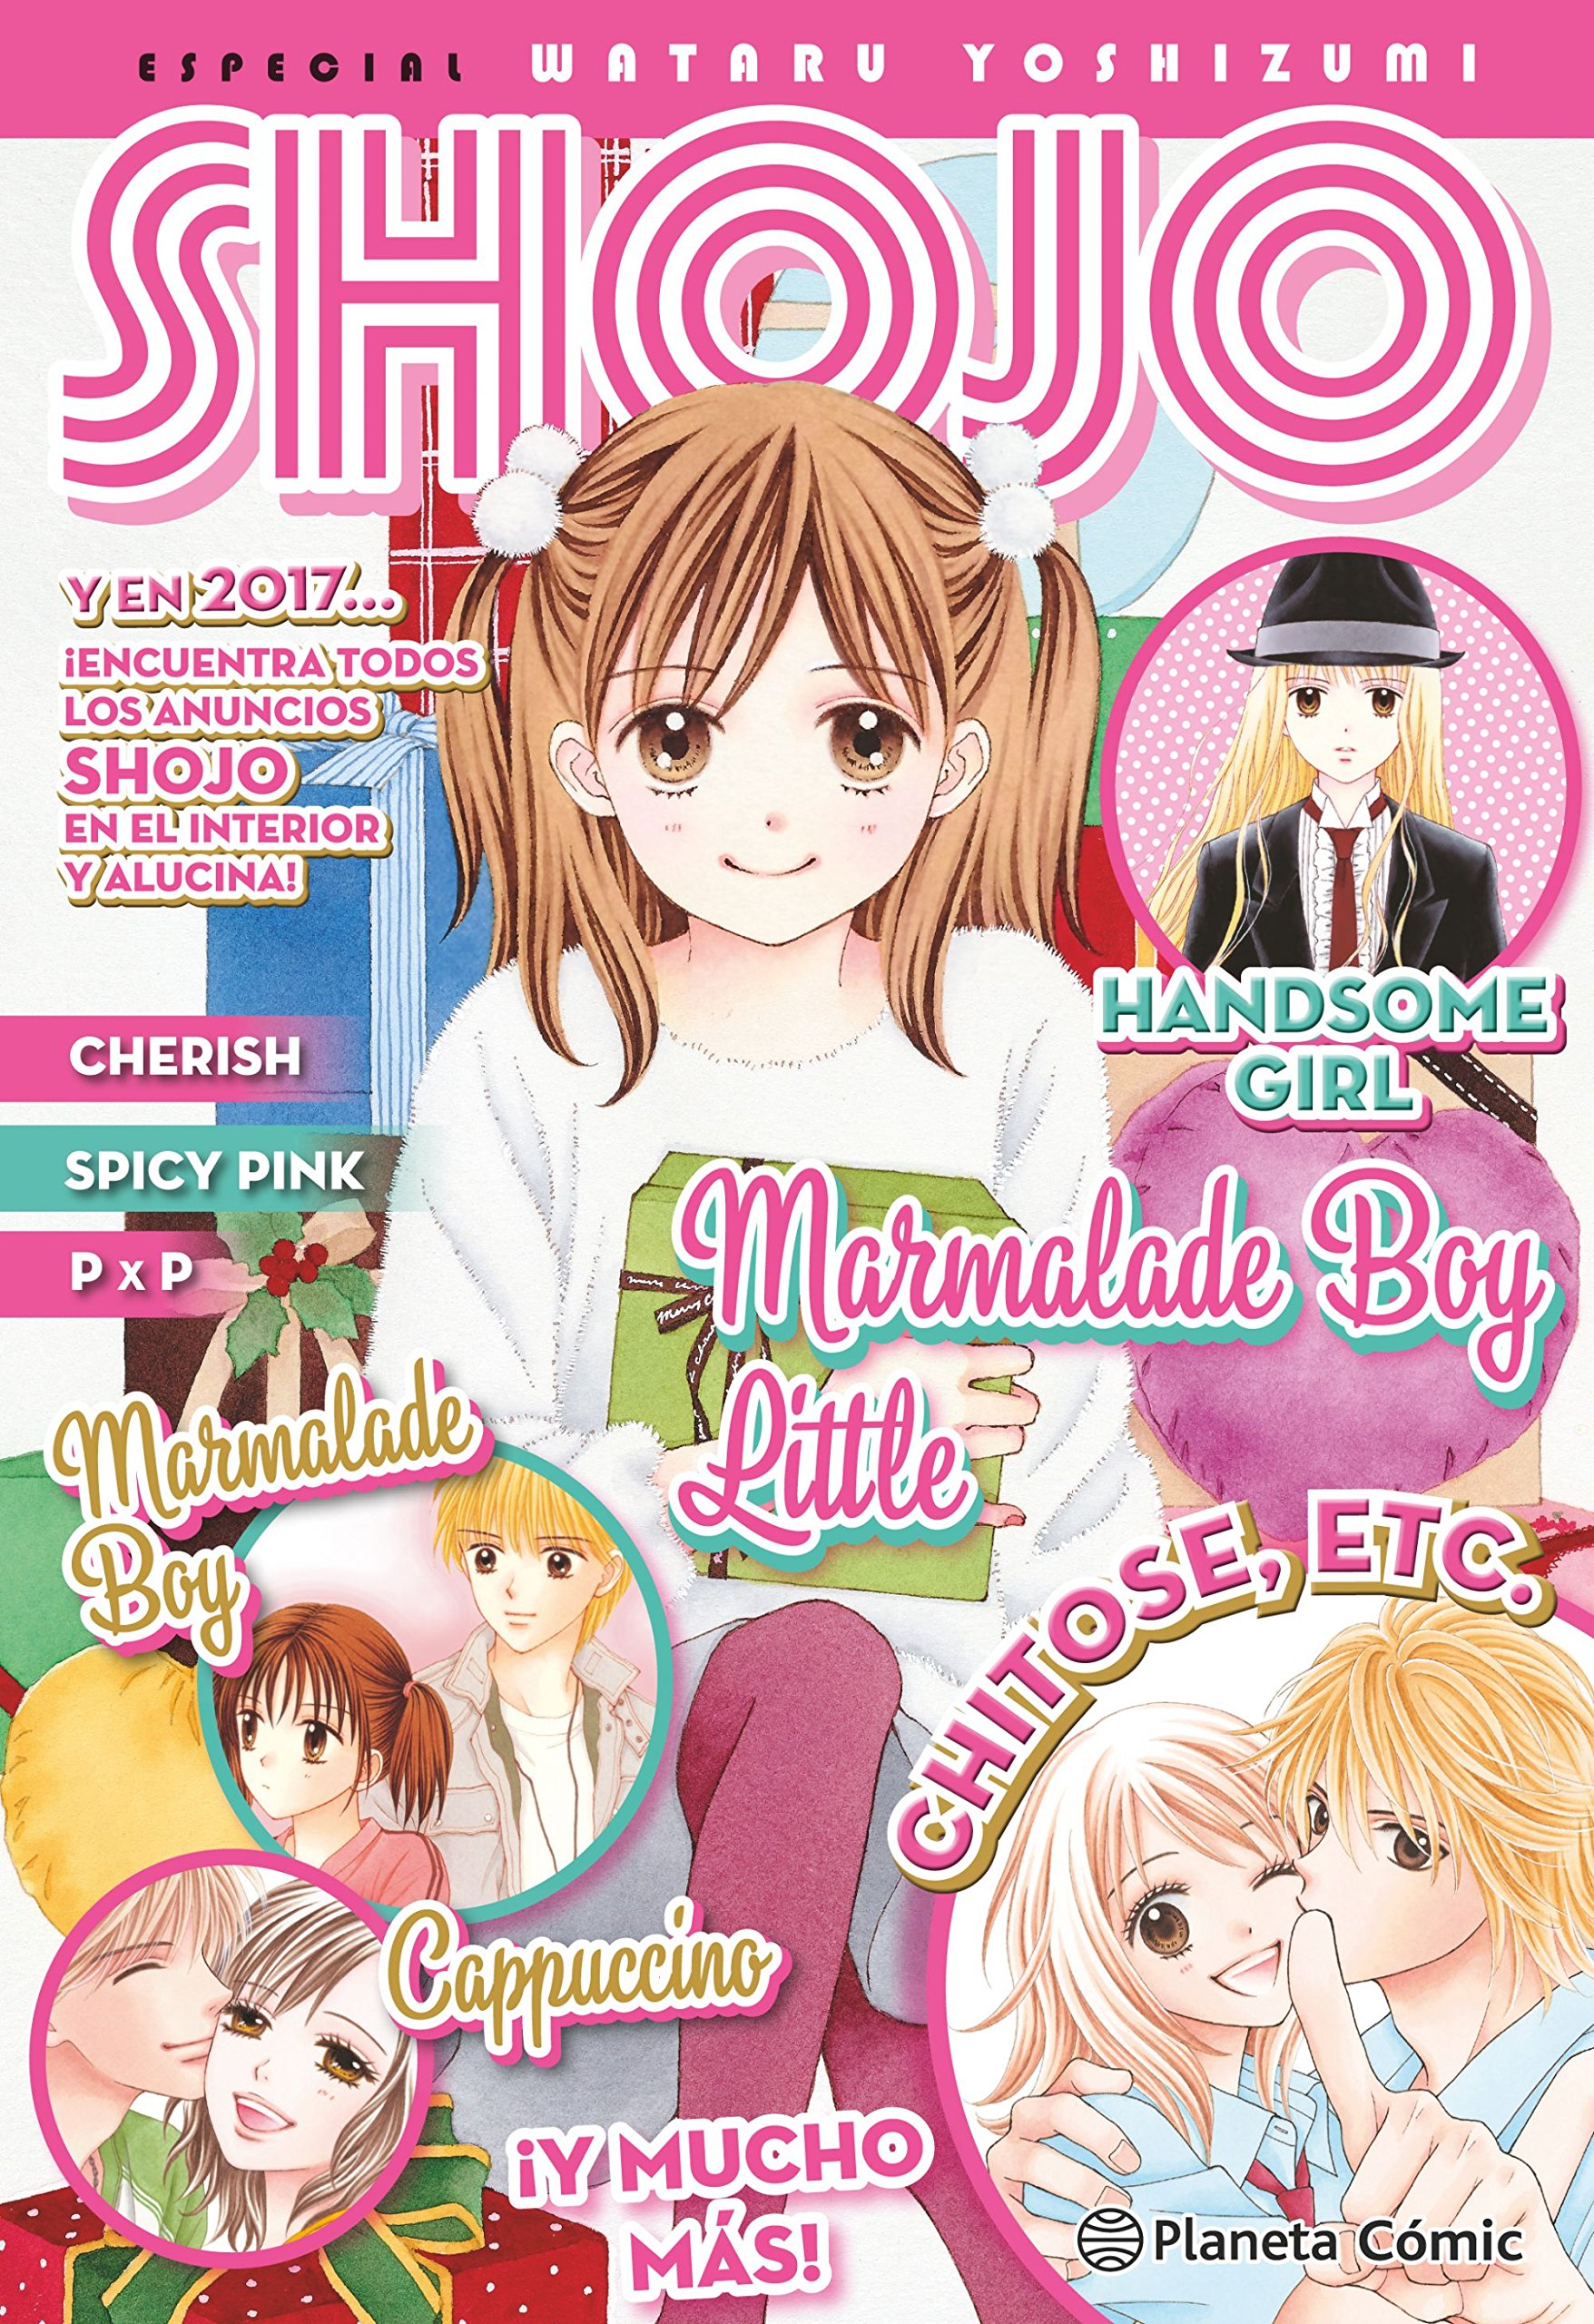 ESPECIAL WATARU YOSHIZUMI
SHOJO
Y EN 2017...
¡ENCUENTRA TODOS
LOS ANUNCIOS
SHOJO
EN EL INTERIOR
Y ALUCINA!
HANDSOME
GIRL
CHERISH
SPICY PINK
P x P
Marmalade Boy
Little
Marmalade
Boy
CHITOSE, ETC.
Cappuccino
¡Y MUCHO
MÁS!
Planeta Cómic